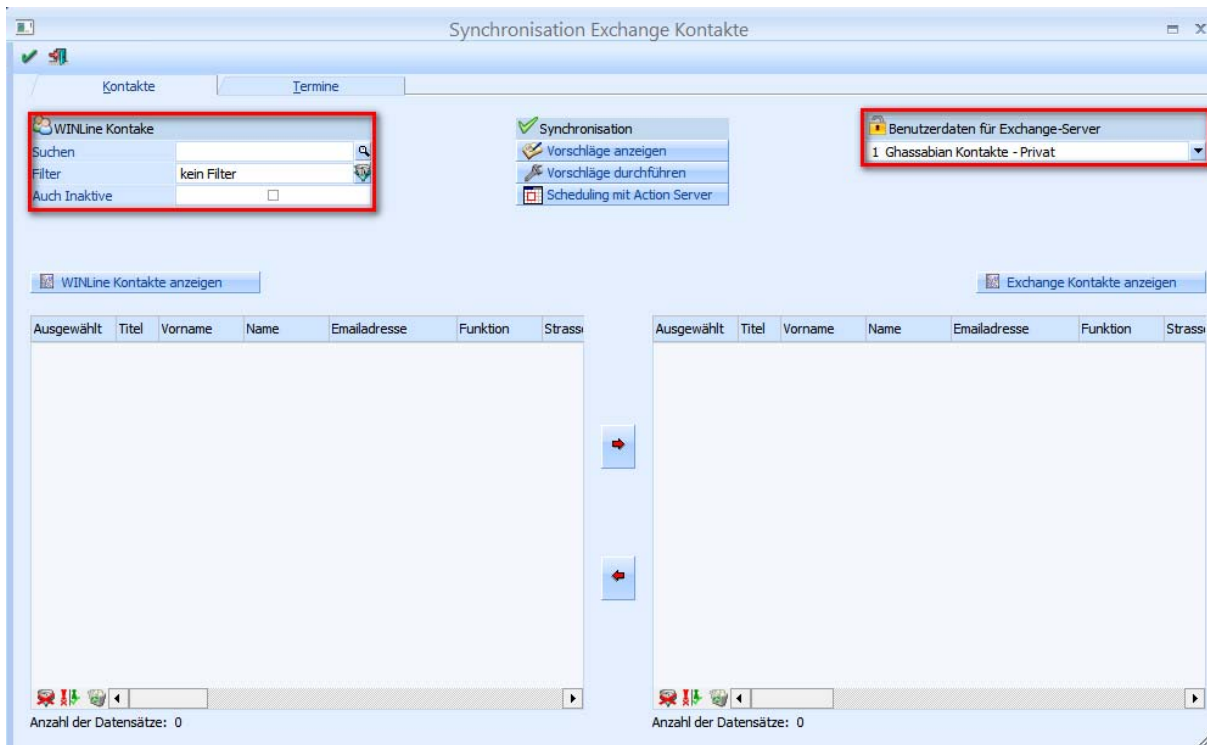 Synchronisation Exchange Kontakte
Kontakte
Termine
WINLine Kontake
Suchen
Filter
kein Filter
Auch Inaktive
Synchronisation
Vorschläge anzeigen
Vorschläge durchführen
Scheduling mit Action Server
Benutzerdaten für Exchange-Server
1 Ghassabian Kontakte - Privat
WINLine Kontakte anzeigen
Exchange Kontakte anzeigen
Ausgewählt Titel Vorname Name Emailadresse Funktion Strasse
Ausgewählt Titel Vorname Name Emailadresse Funktion Strasse
Anzahl der Datensätze: 0
Anzahl der Datensätze: 0